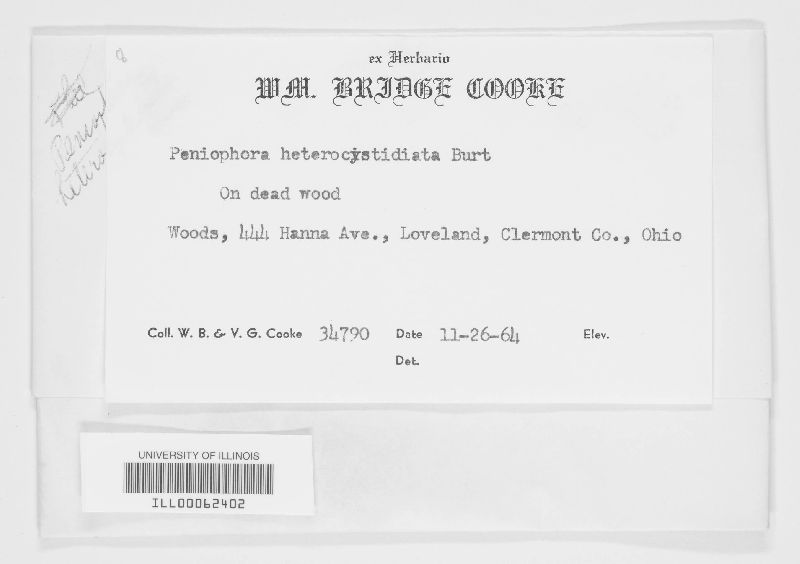 8
ex Herbario
WM. BRIDGE COOKE
Peniophora heterocystidiata Burt
On dead wood
Woods, 444 Hanna Ave., Loveland, Clermont Co., Ohio
Coll. W. B. & V. G. Cooke 34790 Date 11-26-64 Elev.
Det.
UNIVERSITY OF ILLINOIS
ILL00062402